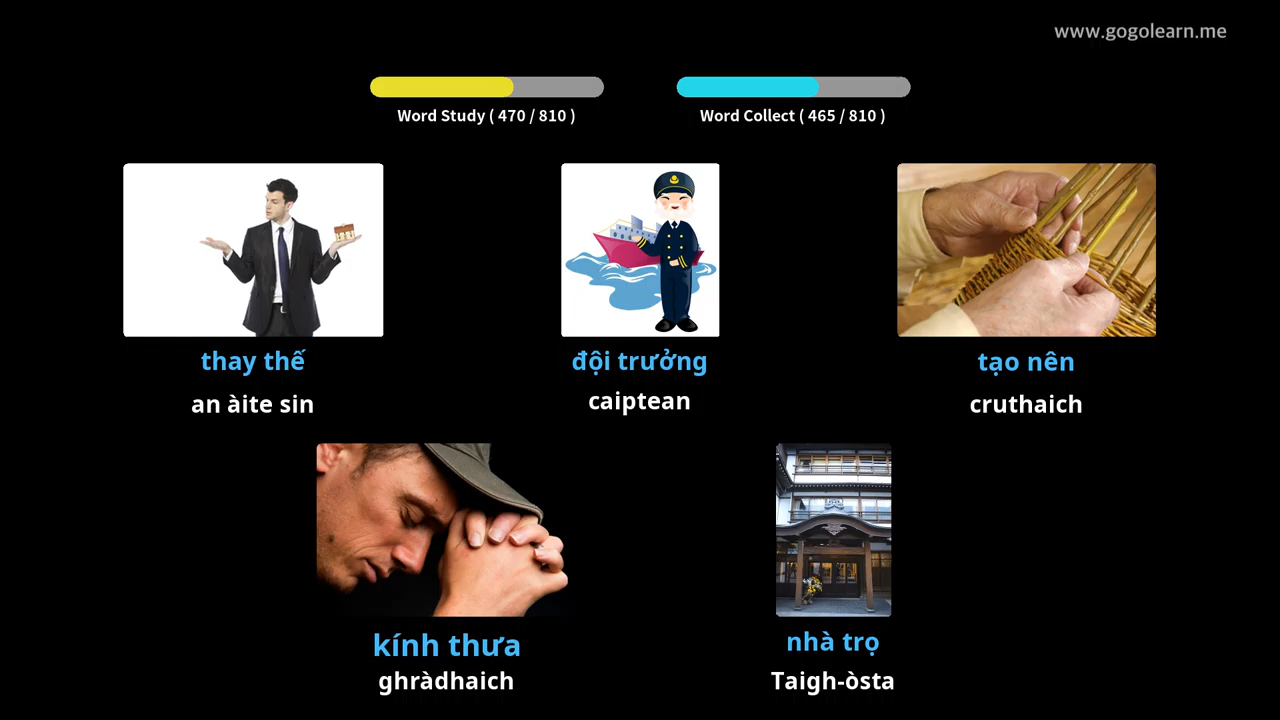 www.gogolearn.me
Word Study ( 470 / 810 )
Word Collect ( 465 / 810 )
thay thế
an àite sin
đội trưởng
caiptean
tạo nên
cruthaich
kính thưa
ghràdhaich
nhà trọ
Taigh-òsta